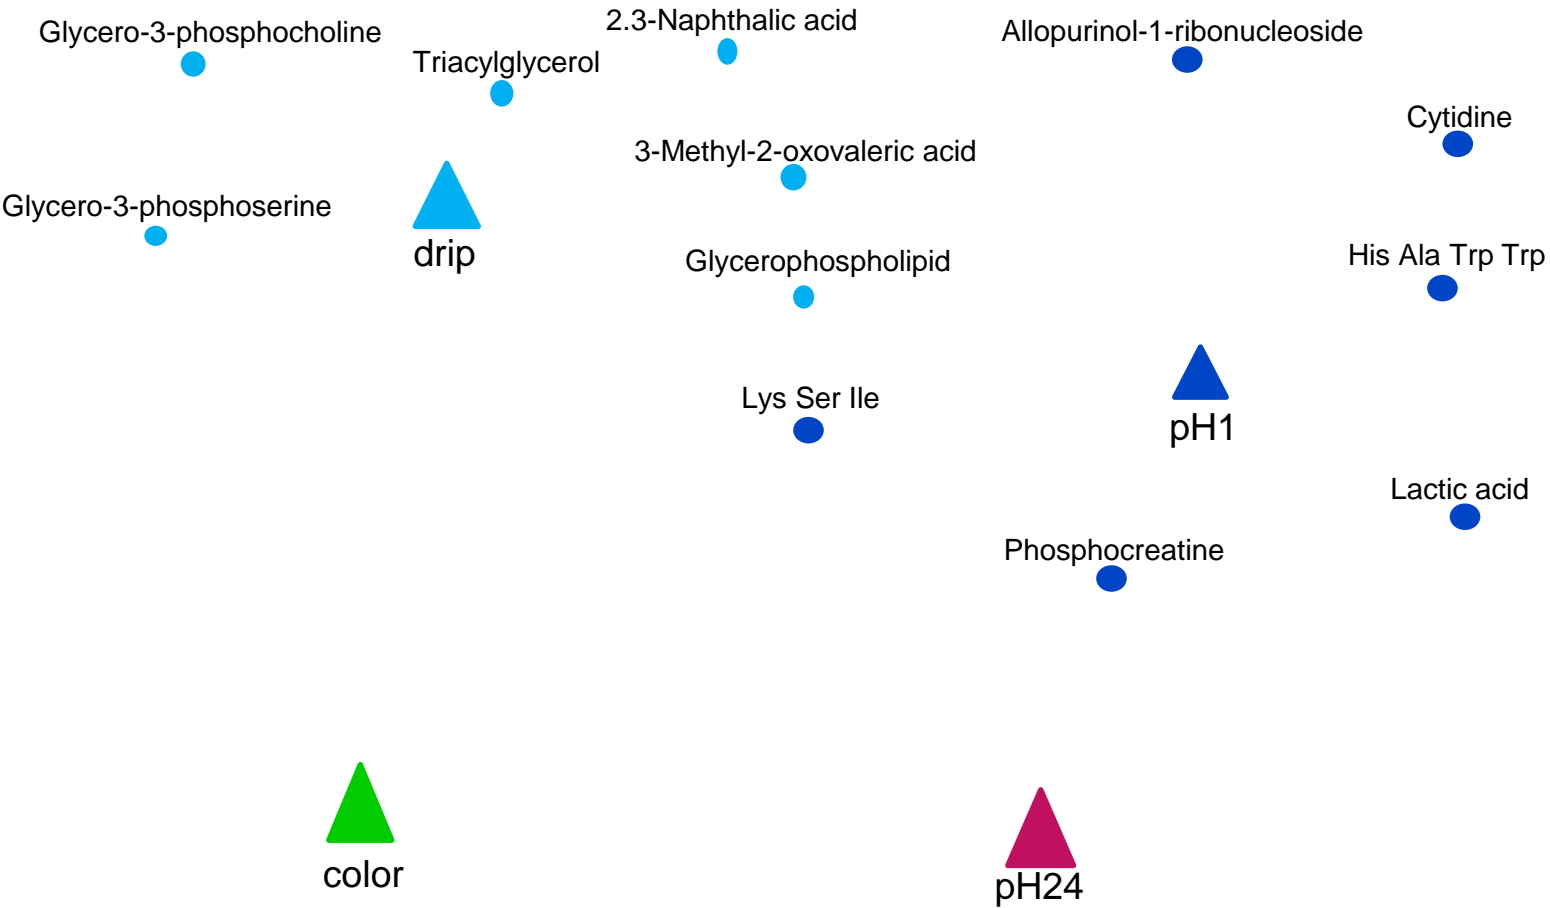 2.3-Naphthalic acid
Glycero-3-phosphocholine
Allopurinol-1-ribonucleoside
Triacylglycerol
Cytidine
3-Methyl-2-oxovaleric acid
Glycero-3-phosphoserine
drip
His Ala Trp Trp
Glycerophospholipid
Lys Ser Ile
pH1
Lactic acid
Phosphocreatine
color
pH24